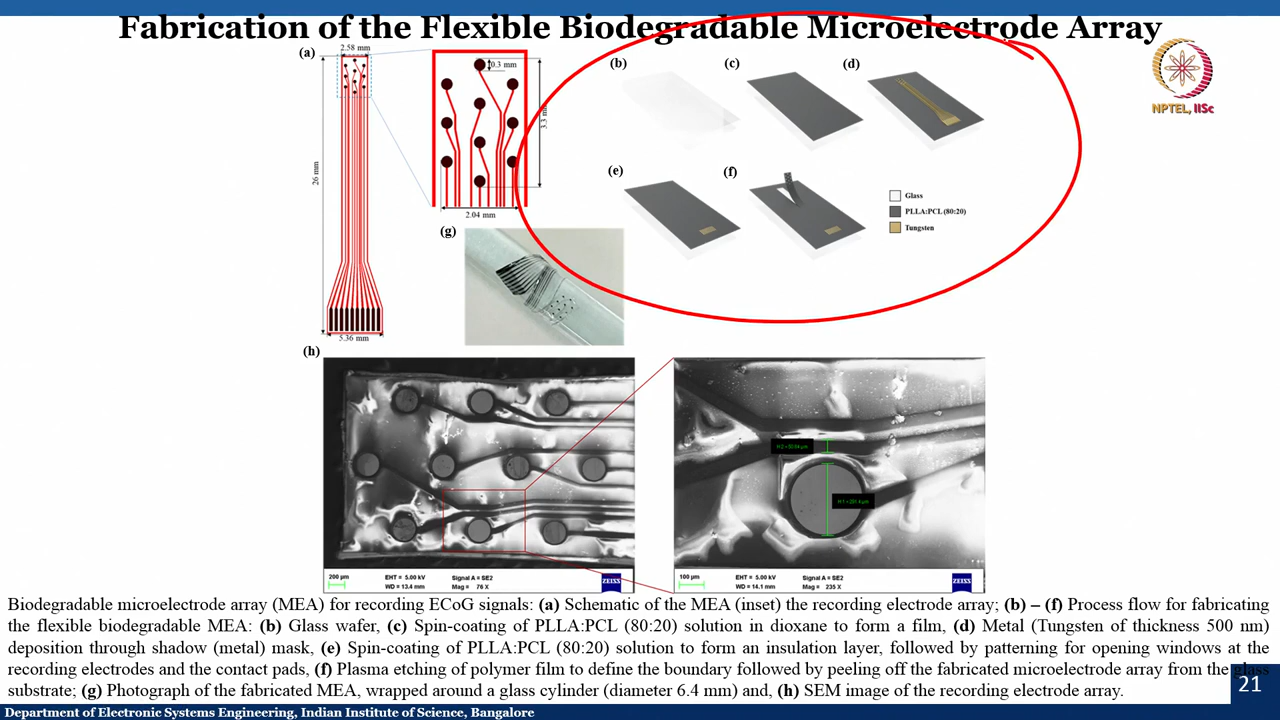 Fabrication of the Flexible Biodegradable Microelectrode Array
(a)
2.58 mm
26 mm
5.36 mm
0.3 mm
2.04 mm
(b)
(c)
(d)
(e)
(f)
Glass
PLLA:PCL (80:20)
Tungsten
NPTEL, IISc
(g)
(h)
200 µm
EHT = 5.00 kV
WD = 13.4 mm
Signal A = SE2
Mag = 76 X
ZEISS
100 µm
EHT = 5.00 kV
WD = 14.1 mm
Signal A = SE2
Mag = 235 X
ZEISS
Biodegradable microelectrode array (MEA) for recording ECoG signals: (a) Schematic of the MEA (inset) the recording electrode array; (b) – (f) Process flow for fabricating
the flexible biodegradable MEA: (b) Glass wafer, (c) Spin-coating of PLLA:PCL (80:20) solution in dioxane to form a film, (d) Metal (Tungsten of thickness 500 nm)
deposition through shadow (metal) mask, (e) Spin-coating of PLLA:PCL (80:20) solution to form an insulation layer, followed by patterning for opening windows at the
recording electrodes and the contact pads, (f) Plasma etching of polymer film to define the boundary followed by peeling off the fabricated microelectrode array from the glass
substrate; (g) Photograph of the fabricated MEA, wrapped around a glass cylinder (diameter 6.4 mm) and, (h) SEM image of the recording electrode array.
21
Department of Electronic Systems Engineering, Indian Institute of Science, Bangalore